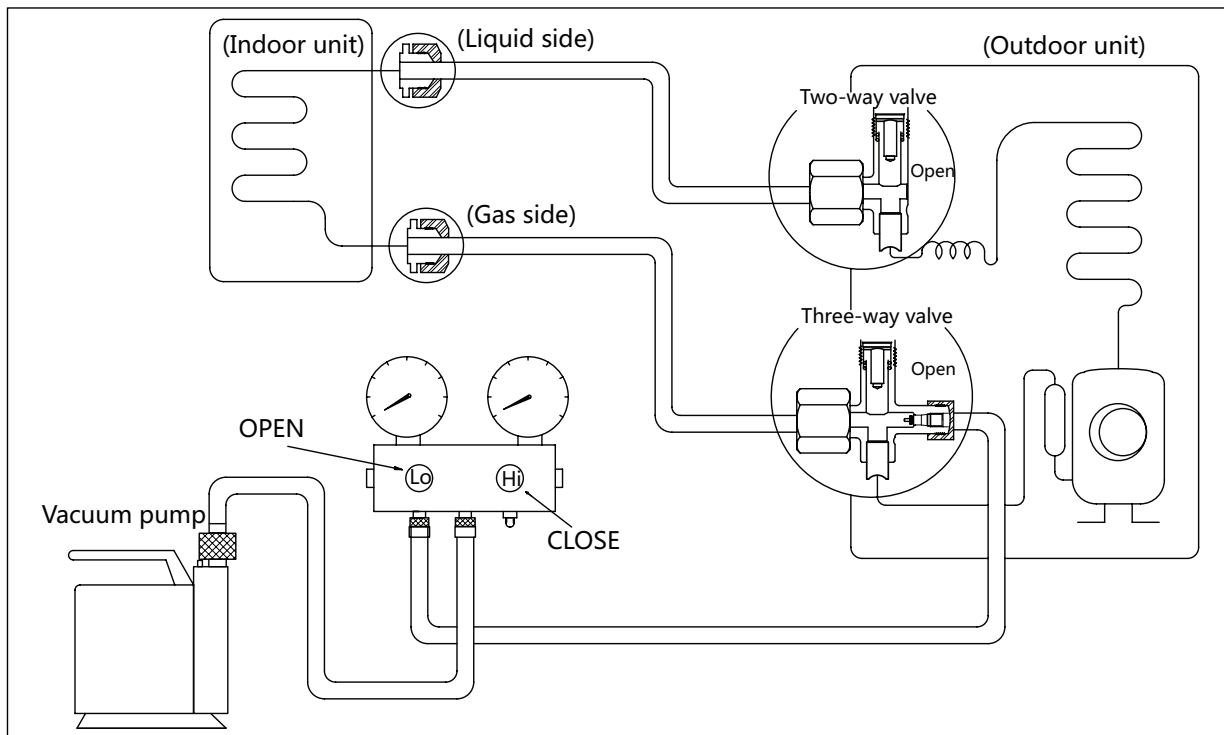 (Indoor unit)
(Liquid side)
(Outdoor unit)
Two-way valve
Open
(Gas side)
Three-way valve
Open
OPEN
Lo
Hi
CLOSE
Vacuum pump